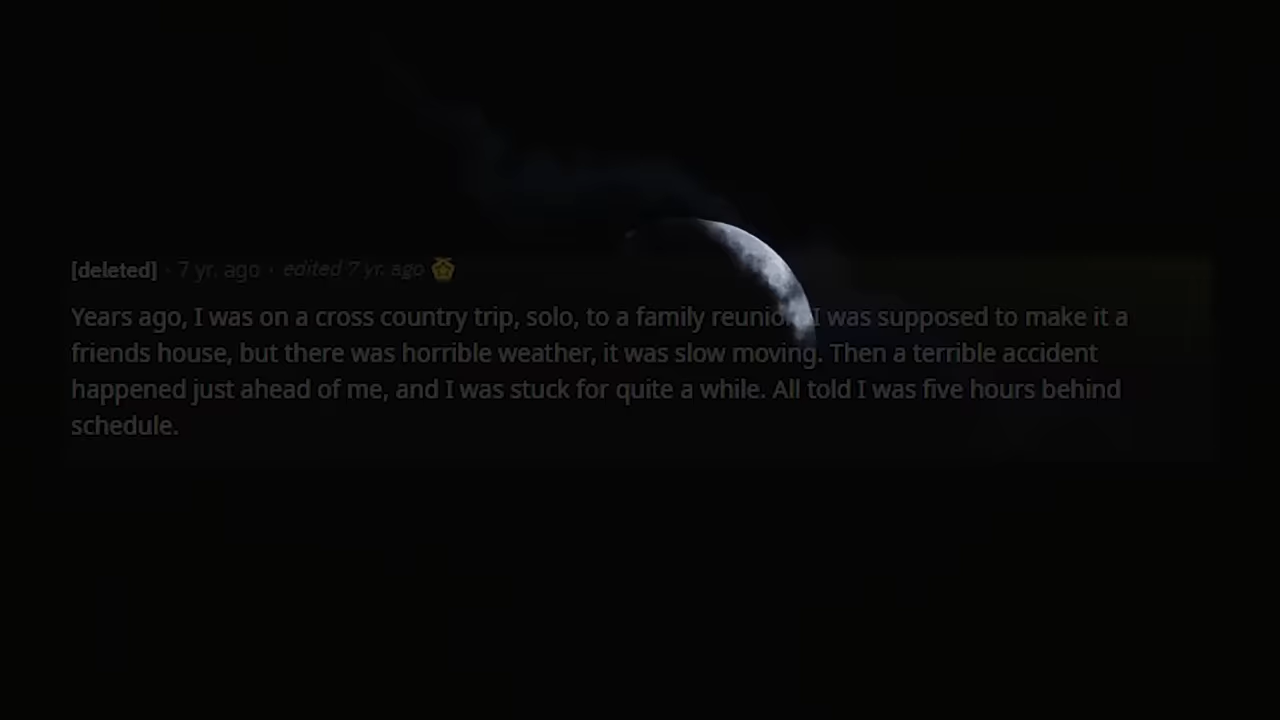 [deleted] · 7 yr. ago · edited 7 yr. ago
Years ago, I was on a cross country trip, solo, to a family reunion. I was supposed to make it a
friends house, but there was horrible weather, it was slow moving. Then a terrible accident
happened just ahead of me, and I was stuck for quite a while. All told I was five hours behind
schedule.